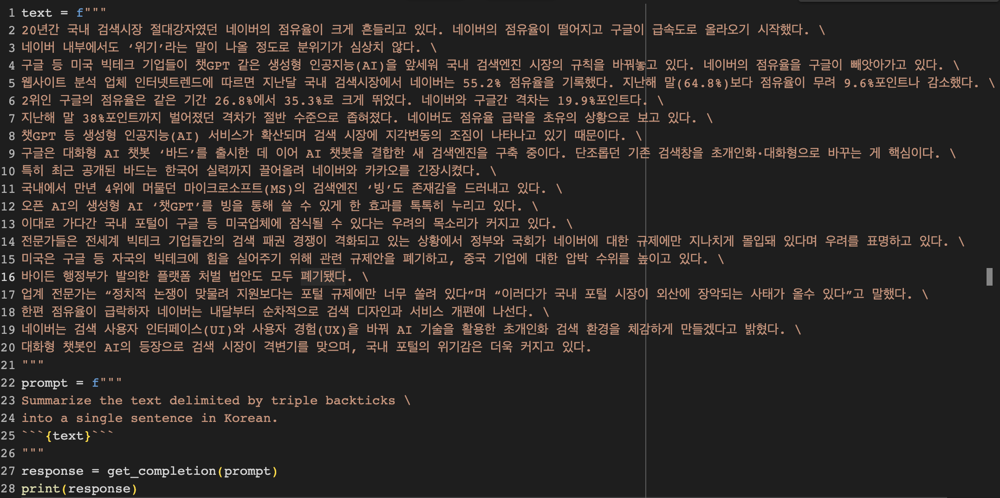 1 text = f"""
2 20년간 국내 검색시장 절대강자였던 네이버의 점유율이 크게 흔들리고 있다. 네이버의 점유율이 떨어지고 구글이 급속도로 올라오기 시작했다. \
3 네이버 내부에서도 ‘위기’라는 말이 나올 정도로 분위기가 심상치 않다. \
4 구글 등 미국 빅테크 기업들이 챗GPT 같은 생성형 인공지능(AI)을 앞세워 국내 검색엔진 시장의 규칙을 바꿔놓고 있다. 네이버의 점유율을 구글이 빼앗아가고 있다. \
5 웹사이트 분석 업체 인터넷트렌드에 따르면 지난달 국내 검색시장에서 네이버는 55.2% 점유율을 기록했다. 지난해 말(64.8%)보다 점유율이 무려 9.6%포인트나 감소했다. \
6 2위인 구글의 점유율은 같은 기간 26.8%에서 35.3%로 크게 뛰었다. 네이버와 구글간 격차는 19.9%포인트다. \
7 지난해 말 38%포인트까지 벌어졌던 격차가 절반 수준으로 좁혀졌다. 네이버도 점유율 급락을 초유의 상황으로 보고 있다. \
8 챗GPT 등 생성형 인공지능(AI) 서비스가 확산되며 검색 시장에 지각변동의 조짐이 나타나고 있기 때문이다. \
9 구글은 대화형 AI 챗봇 ‘바드’를 출시한 데 이어 AI 챗봇을 결합한 새 검색엔진을 구축 중이다. 단조롭던 기존 검색창을 초개인화·대화형으로 바꾸는 게 핵심이다. \
10 특히 최근 공개된 바드는 한국어 실력까지 끌어올려 네이버와 카카오를 긴장시켰다. \
11 국내에서 만년 4위에 머물던 마이크로소프트(MS)의 검색엔진 ‘빙’도 존재감을 드러내고 있다. \
12 오픈 AI의 생성형 AI ‘챗GPT’를 빙을 통해 쓸 수 있게 한 효과를 톡톡히 누리고 있다. \
13 이대로 가다간 국내 포털이 구글 등 미국업체에 잠식될 수 있다는 우려의 목소리가 커지고 있다. \
14 전문가들은 전세계 빅테크 기업들간의 검색 패권 경쟁이 격화되고 있는 상황에서 정부와 국회가 네이버에 대한 규제에만 지나치게 몰입돼 있다며 우려를 표명하고 있다. \
15 미국은 구글 등 자국의 빅테크에 힘을 실어주기 위해 관련 규제안을 폐기하고, 중국 기업에 대한 압박 수위를 높이고 있다. \
16 바이든 행정부가 발의한 플랫폼 처벌 법안도 모두 폐기됐다. \
17 업계 전문가는 “정치적 논쟁이 맞물려 지원보다는 포털 규제에만 너무 쏠려 있다”며 “이러다가 국내 포털 시장이 외산에 장악되는 사태가 올수 있다”고 말했다. \
18 한편 점유율이 급락하자 네이버는 내달부터 순차적으로 검색 디자인과 서비스 개편에 나선다. \
19 네이버는 검색 사용자 인터페이스(UI)와 사용자 경험(UX)을 바꿔 AI 기술을 활용한 초개인화 검색 환경을 체감하게 만들겠다고 밝혔다. \
20 대화형 챗봇인 AI의 등장으로 검색 시장이 격변기를 맞으며, 국내 포털의 위기감은 더욱 커지고 있다.
21 """
22 prompt = f"""
23 Summarize the text delimited by triple backticks \
24 into a single sentence in Korean.
25 ```{text}```
26 """
27 response = get_completion(prompt)
28 print(response)